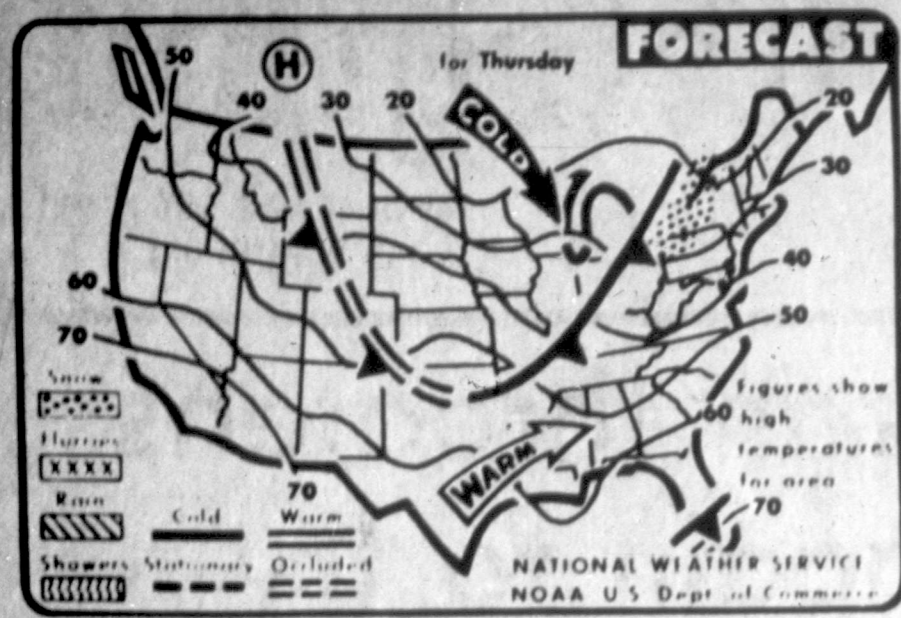 FORECAST
for Thursday
H
50
40
30
20
COLD
20
30
40
50
60
70
60
70
70
WARM
Figures show
high
temperatures
for area
Snow
Flurries
Rain
Showers
Cold
Warm
Stationary
Occluded
NATIONAL WEATHER SERVICE
NOAA U S Dept of Commerce